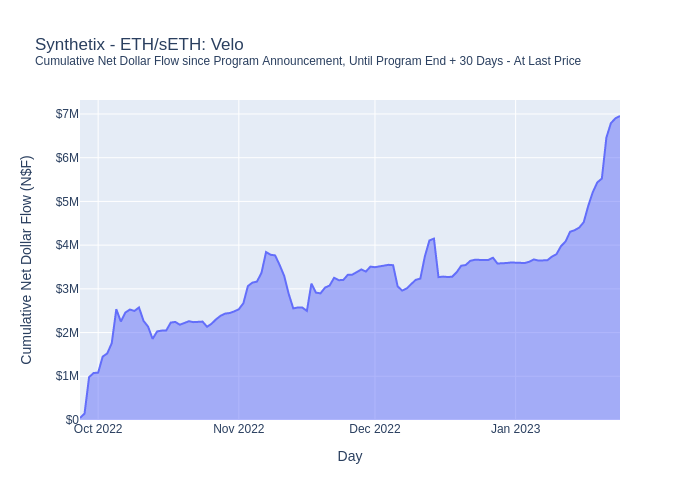 Synthetix - ETH/sETH: Velo
Cumulative Net Dollar Flow since Program Announcement, Until Program End + 30 Days - At Last Price
$7M
$6M
$5M
$4M
$3M
$2M
$1M
$0
Cumulative Net Dollar Flow (N$F)
Oct 2022
Nov 2022
Dec 2022
Jan 2023
Day